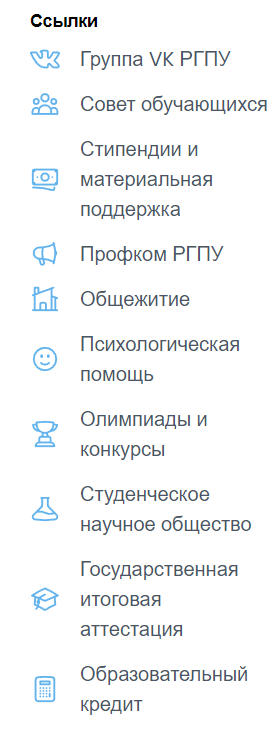 Ссылки
Группа VK РГПУ
Совет обучающихся
Стипендии и
материальная
поддержка
Профком РГПУ
Общежитие
Психологическая
помощь
Олимпиады и
конкурсы
Студенческое
научное общество
Государственная
итоговая
аттестация
Образовательный
кредит